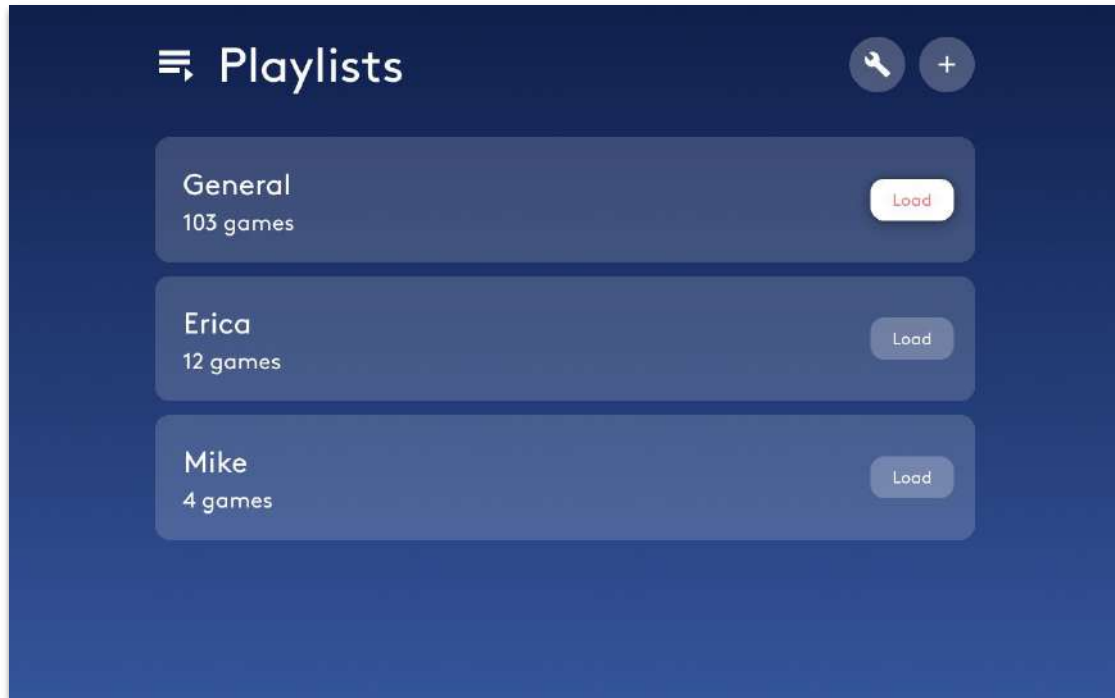 Playlists
General
103 games
Load
Erica
12 games
Load
Mike
4 games
Load